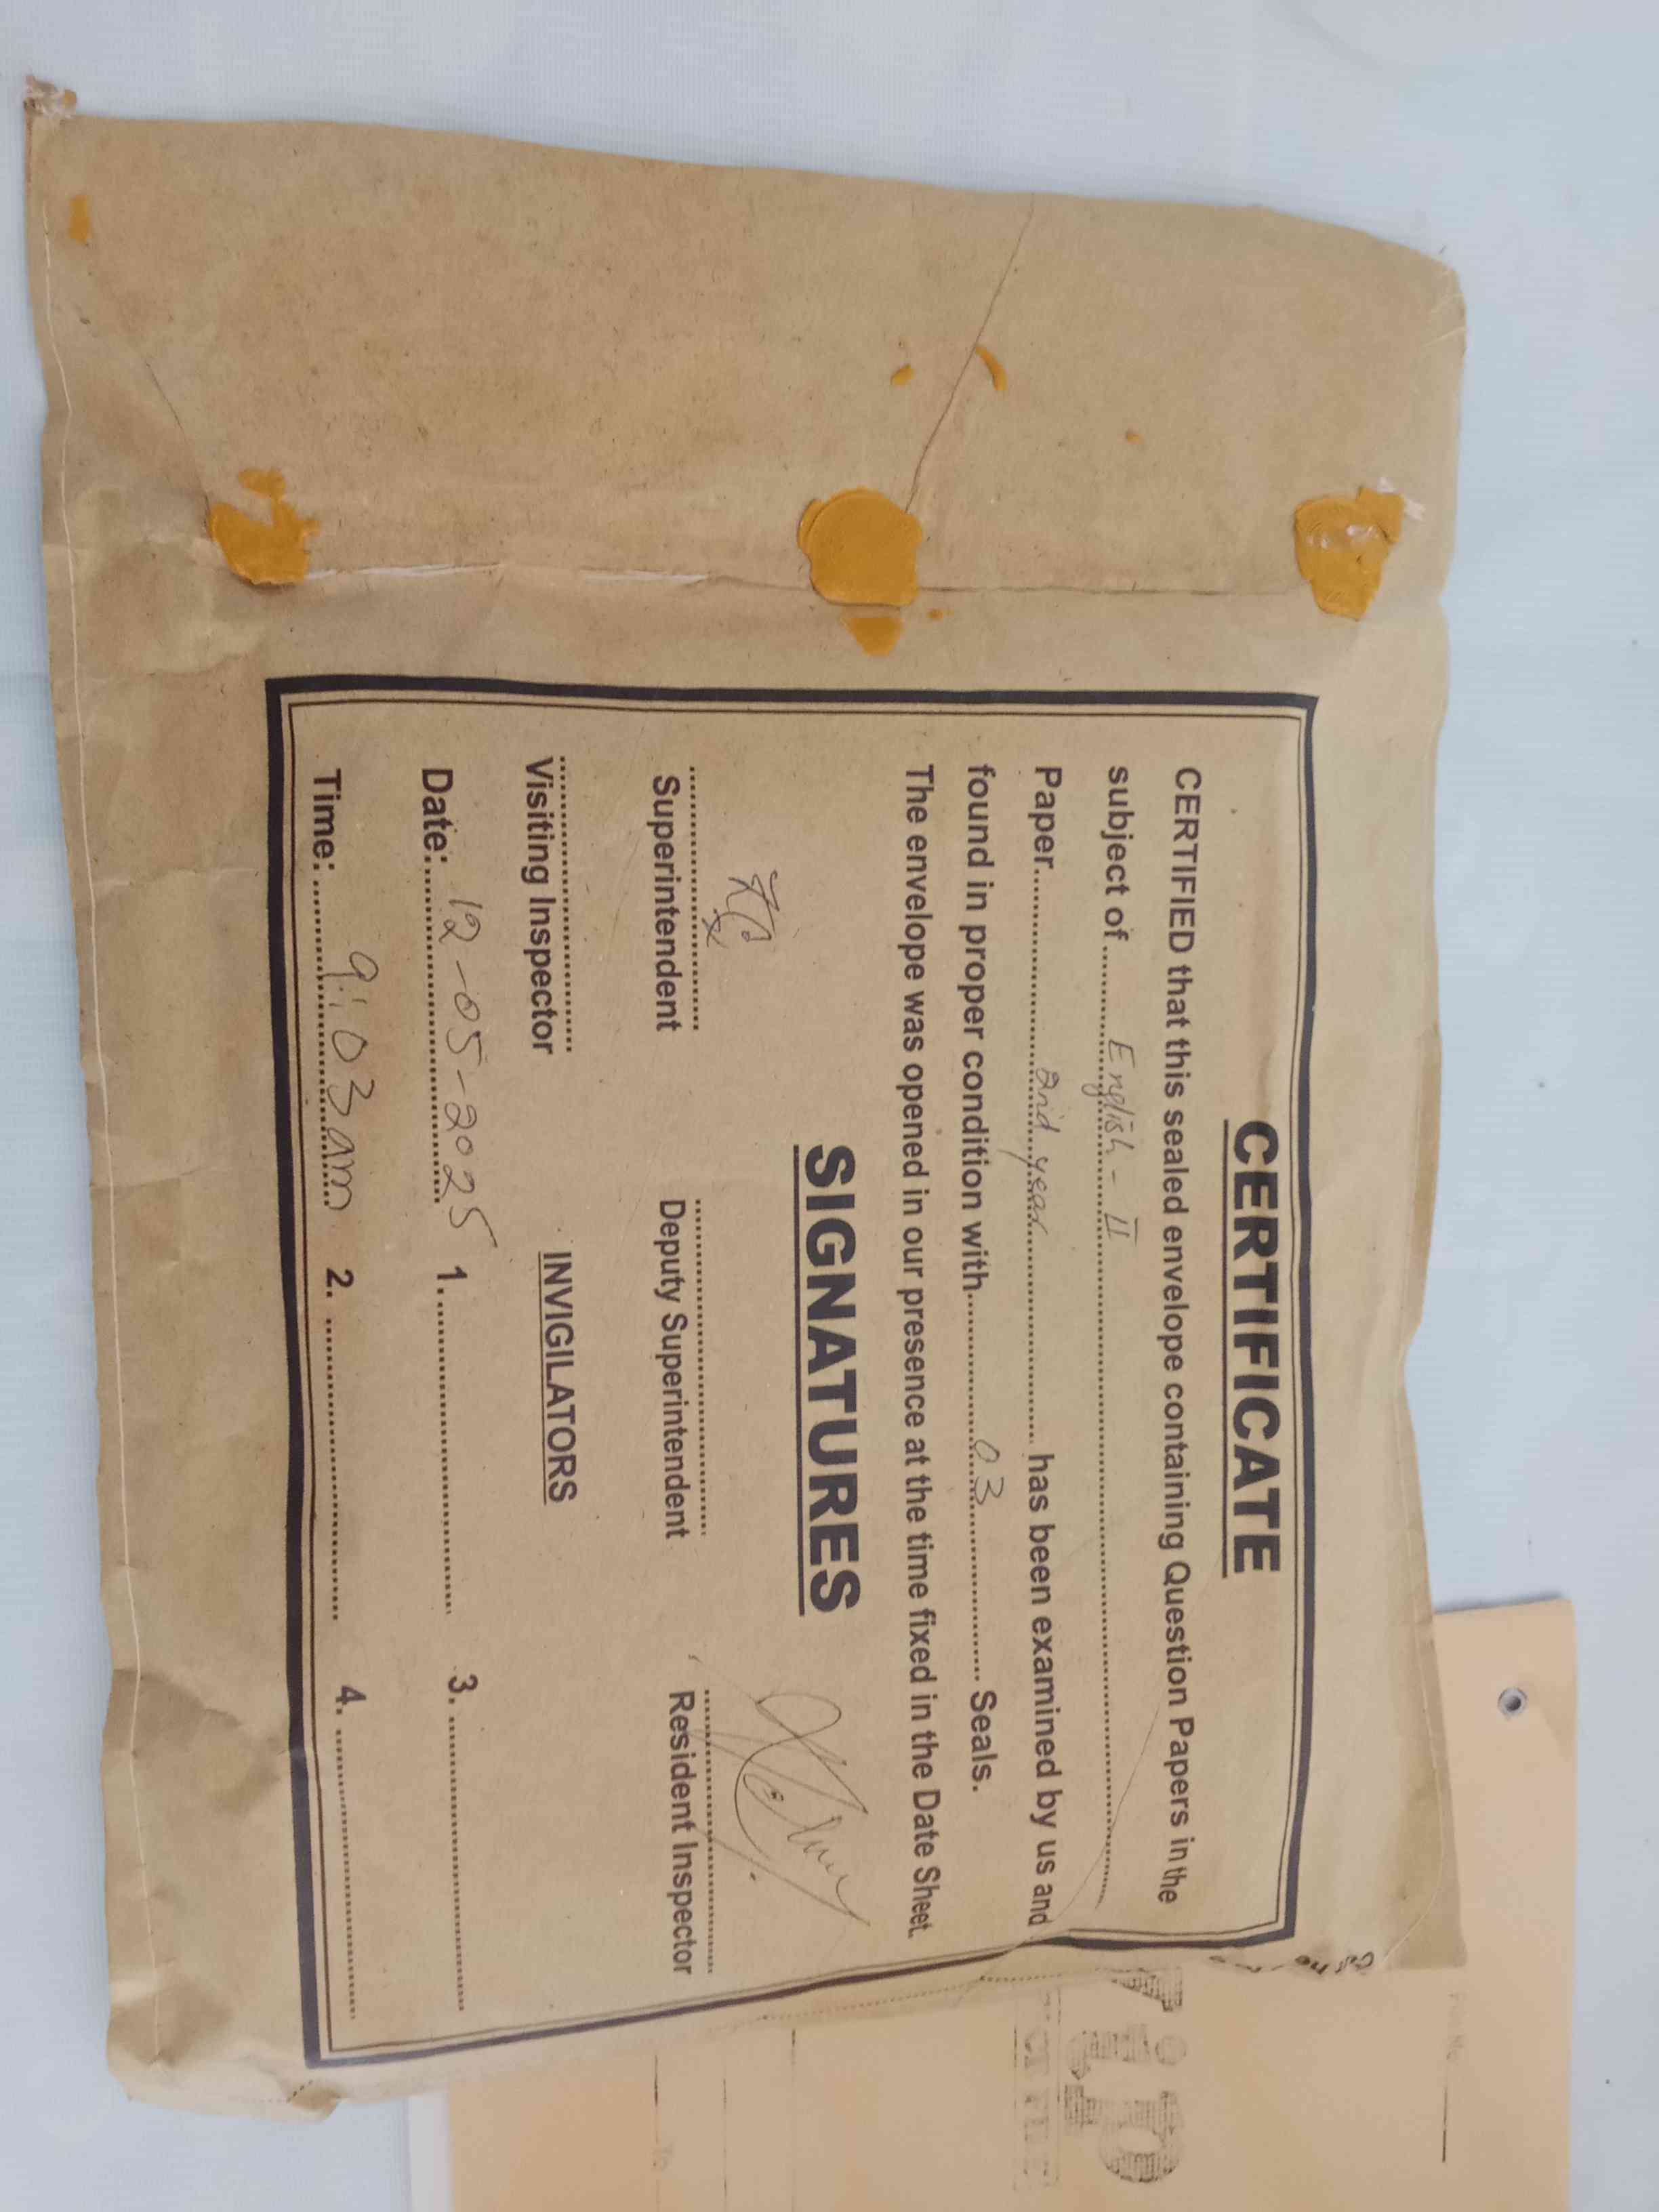 CERTIFICATE
CERTIFIED that this sealed envelope containing Question Papers in the
subject of ........ English - II ........
Paper........ 2nd year ........ has been examined by us and
found in proper condition with........ 03 ........ Seals.
The envelope was opened in our presence at the time fixed in the Date Sheet.
SIGNATURES
Superintendent Deputy Superintendent Resident Inspector
Visiting Inspector INVIGILATORS
Date: 12-05-2025 1. ........ 3. ........
Time: 9:03 am 2. ........ 4. ........